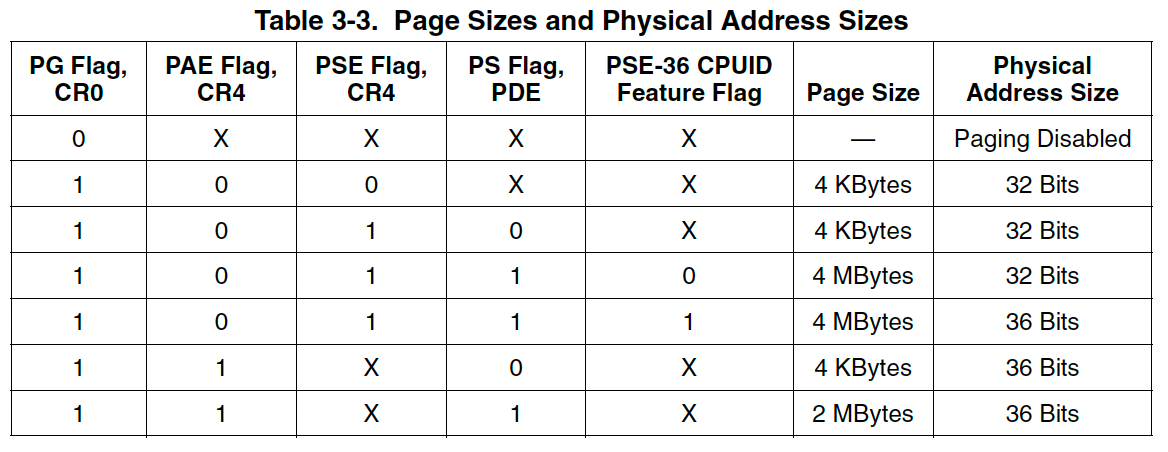 Table 3-3. Page Sizes and Physical Address Sizes
PG Flag, CR0 PAE Flag, CR4 PSE Flag, CR4 PS Flag, PDE PSE-36 CPUID Feature Flag Page Size Physical Address Size
0 X X X X — Paging Disabled
1 0 0 X X 4 KBytes 32 Bits
1 0 1 0 X 4 KBytes 32 Bits
1 0 1 1 0 4 MBytes 32 Bits
1 0 1 1 1 4 MBytes 36 Bits
1 1 X 0 X 4 KBytes 36 Bits
1 1 X 1 X 2 MBytes 36 Bits